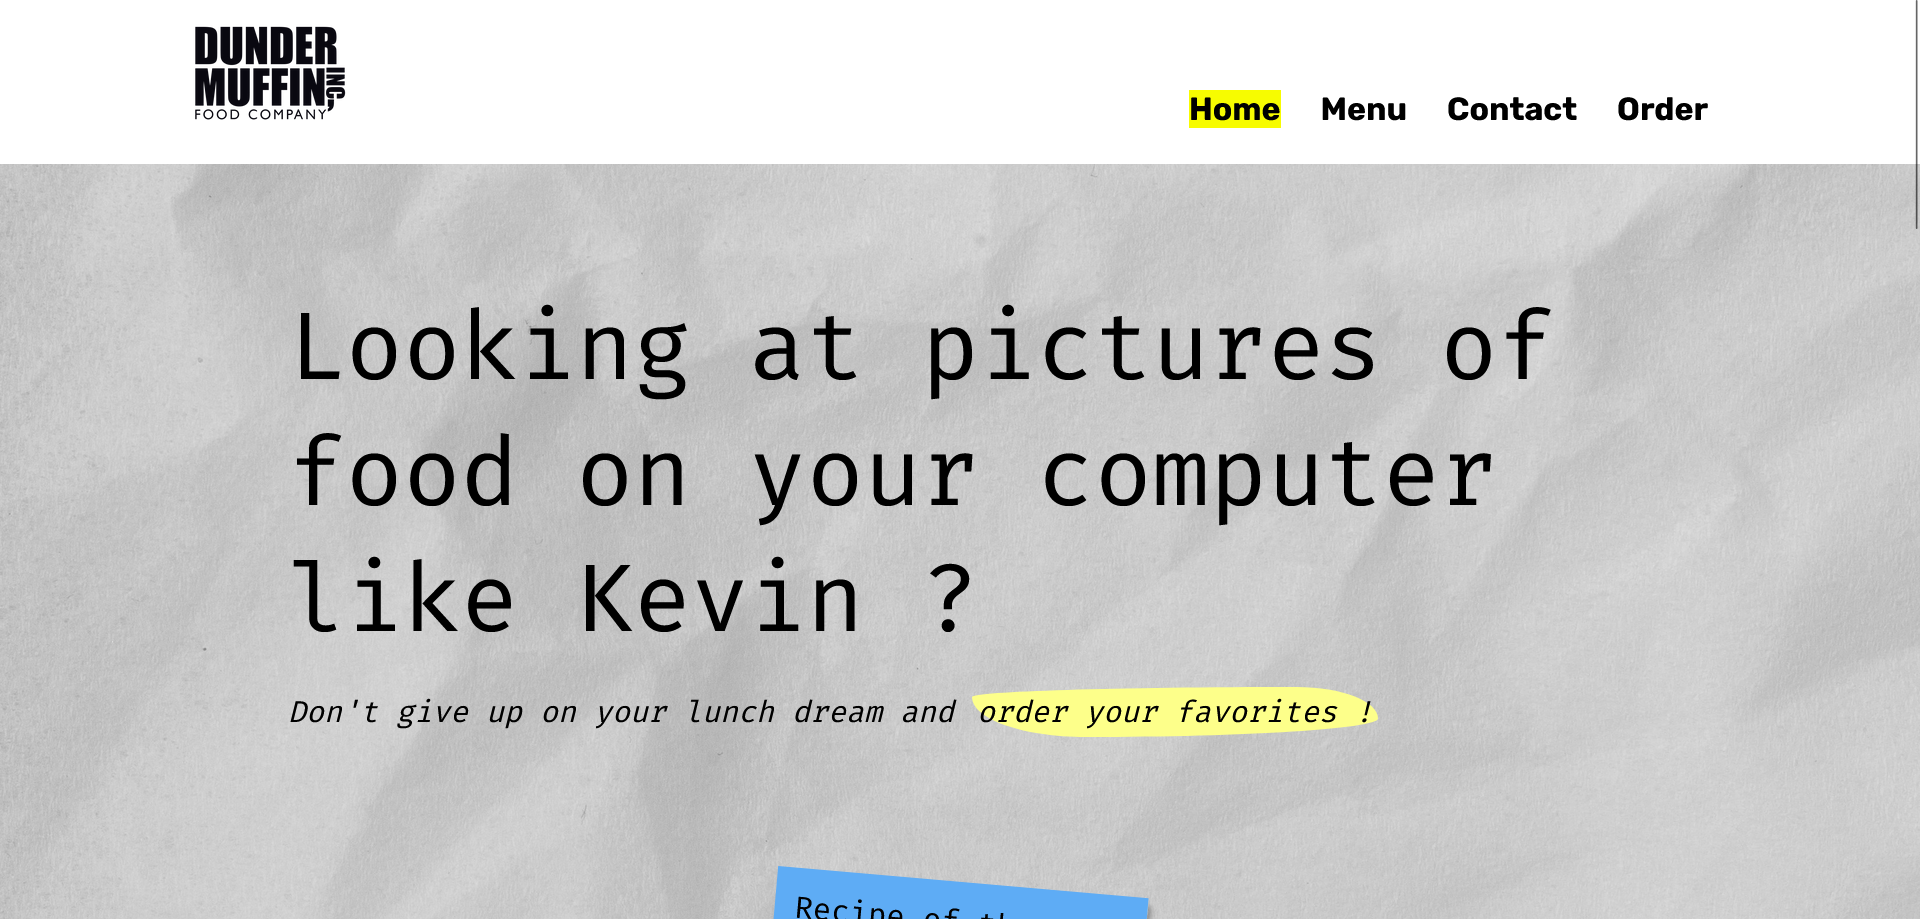 DUNDER
MUFFIN INC,
FOOD COMPANY
Home Menu Contact Order
Looking at pictures of
food on your computer
like Kevin ?
Don't give up on your lunch dream and order your favorites !
Recipe of